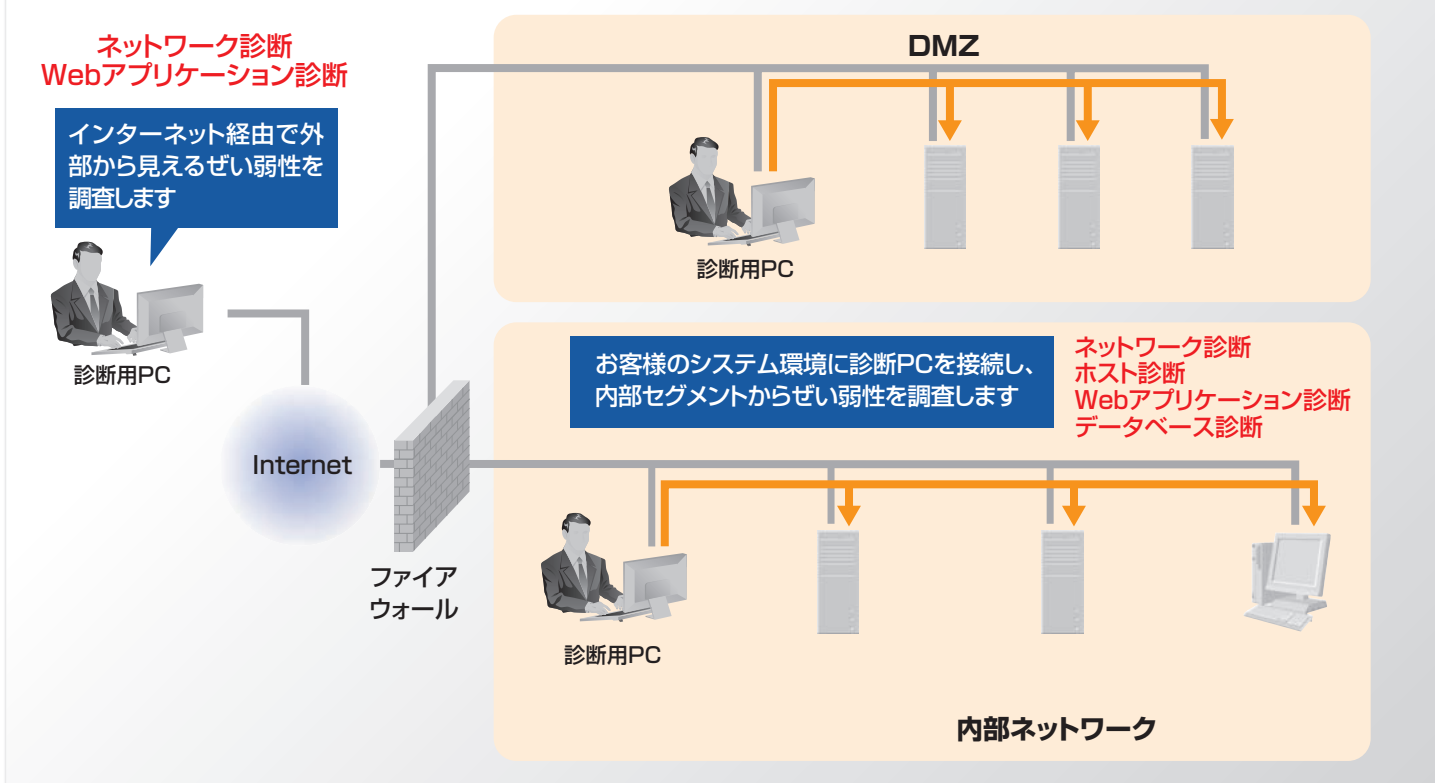 ネットワーク診断
Webアプリケーション診断
インターネット経由で外
部から見えるぜい弱性を
調査します
診断用PC
Internet
ファイア
ウォール
DMZ
診断用PC
お客様のシステム環境に診断PCを接続し、
内部セグメントからぜい弱性を調査します
ネットワーク診断
ホスト診断
Webアプリケーション診断
データベース診断
診断用PC
内部ネットワーク